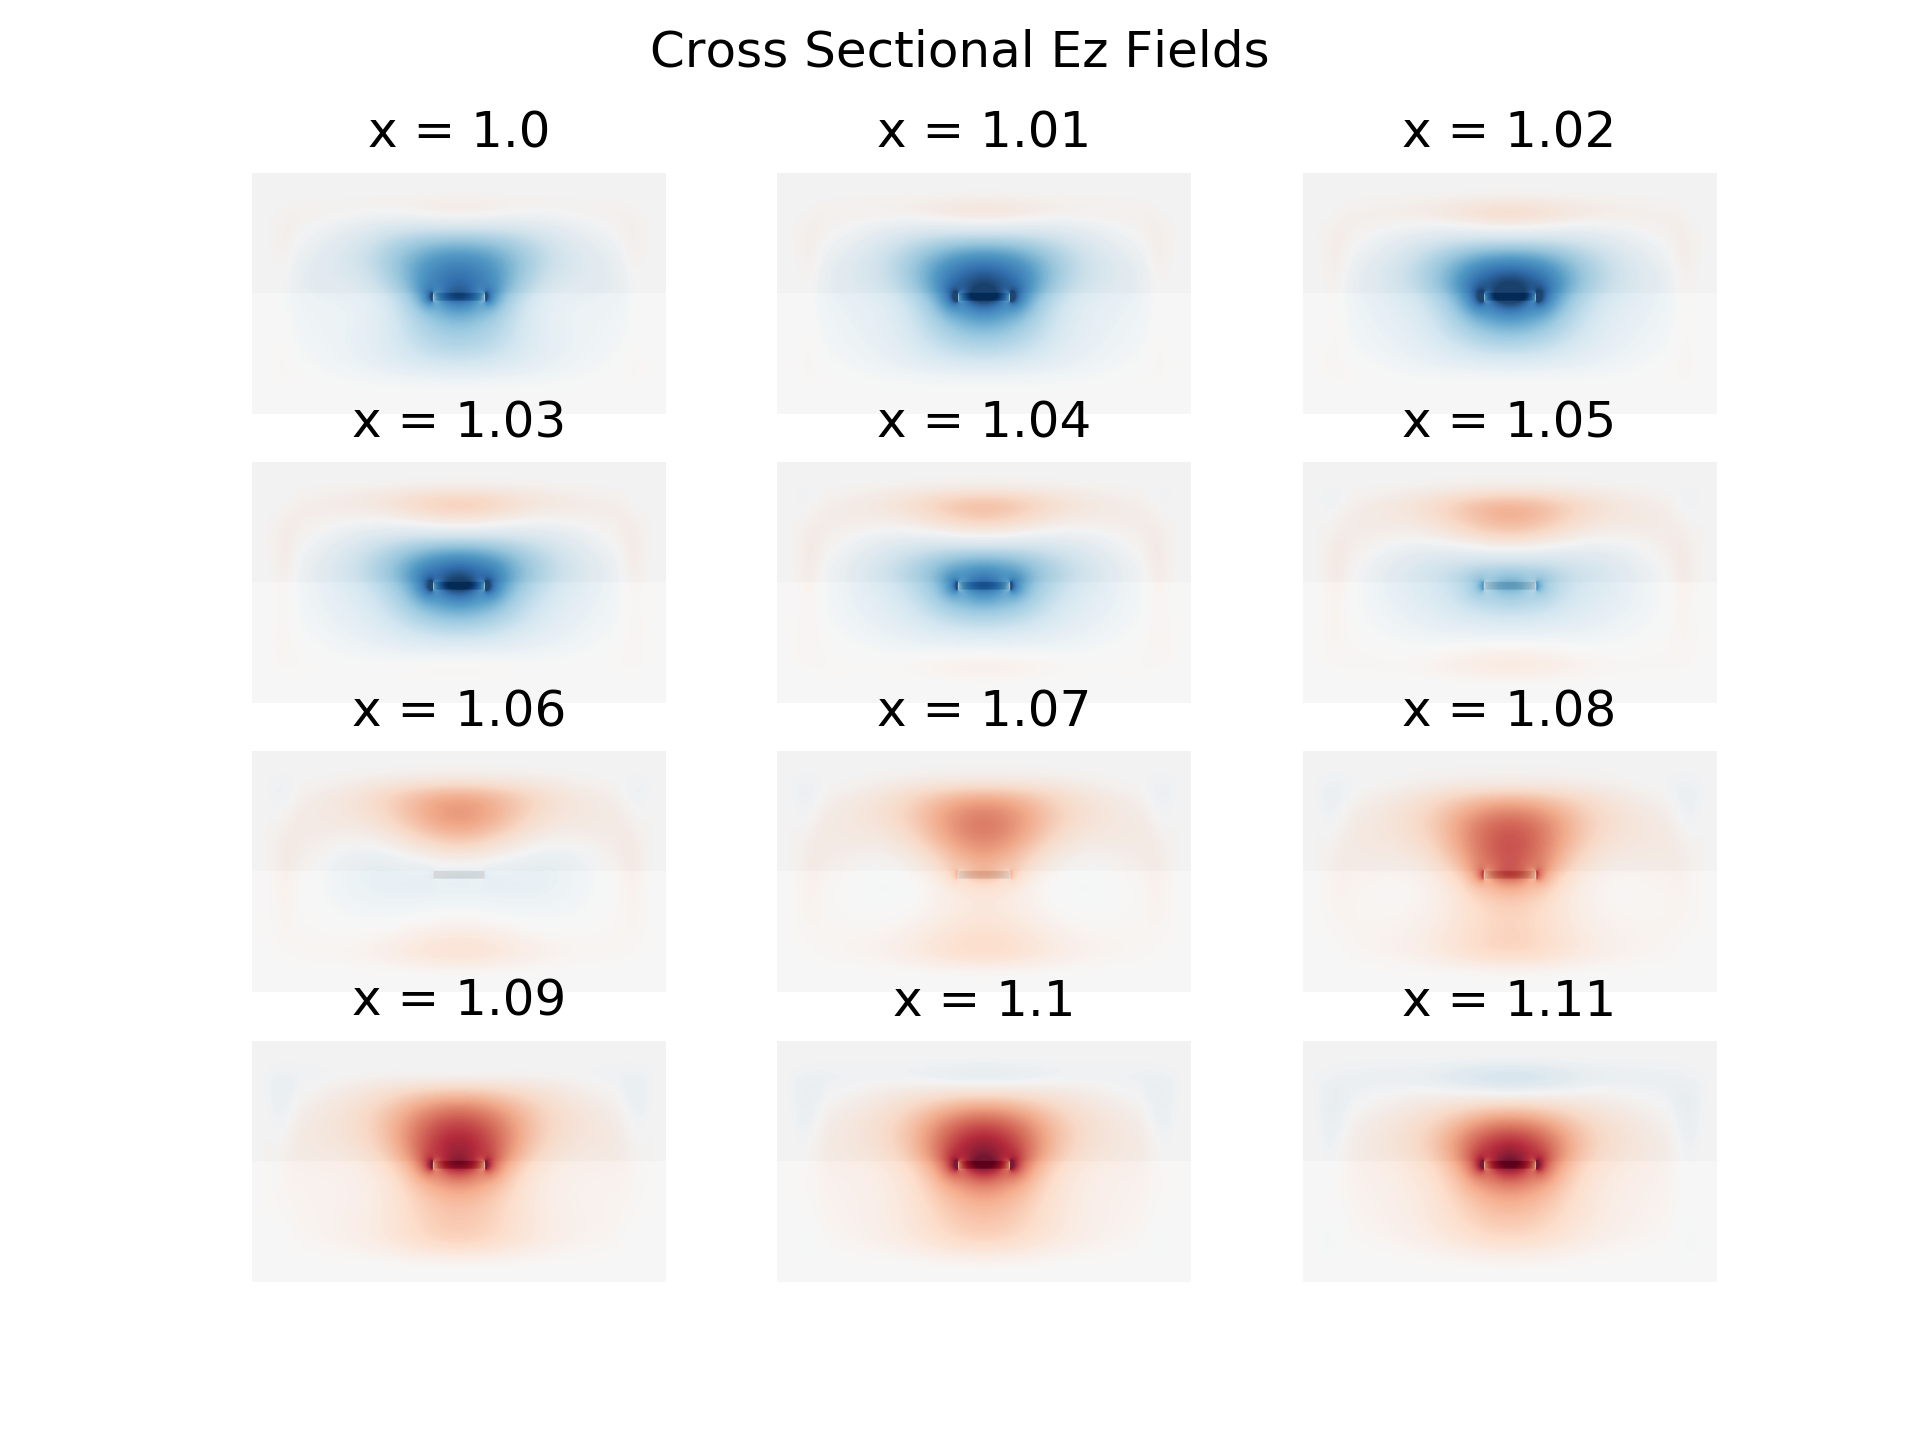 Cross Sectional Ez Fields
x = 1.0 x = 1.01 x = 1.02
x = 1.03 x = 1.04 x = 1.05
x = 1.06 x = 1.07 x = 1.08
x = 1.09 x = 1.1 x = 1.11